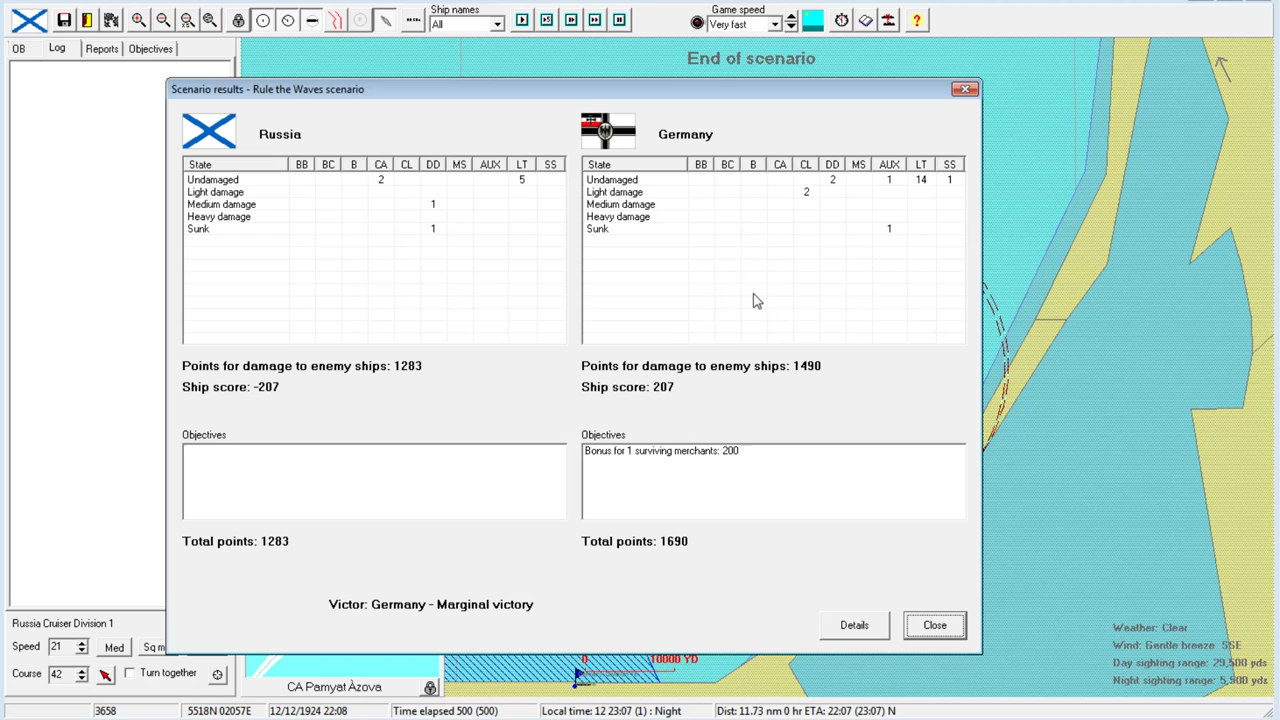 Ship names
All
Game speed
Very fast
OB Log Reports Objectives
End of scenario
Scenario results - Rule the Waves scenario
Russia
State BB BC B CA CL DD MS AUX LT SS
Undamaged 2 5
Light damage
Medium damage 1
Heavy damage
Sunk 1
Points for damage to enemy ships: 1283
Ship score: -207
Objectives
Total points: 1283
Germany
State BB BC B CA CL DD MS AUX LT SS
Undamaged 2 1 14 1
Light damage 2
Medium damage
Heavy damage
Sunk 1
Points for damage to enemy ships: 1490
Ship score: 207
Objectives
Bonus for 1 surviving merchants: 200
Total points: 1690
Victor: Germany - Marginal victory
Details Close
Russia Cruiser Division 1
Speed 21 Med Sq m
Course 42 Turn together
CA Pamyat Àzova
0 10000 YD
Weather: Clear
Wind: Gentle breeze SSE
Day sighting range: 29,500 yds
Night sighting range: 5,900 yds
3658 5518N 02057E 12/12/1924 22:08 Time elapsed 500 (500) Local time: 12 23:07 (1) : Night Dist: 11.73 nm 0 hr ETA: 22:07 (23:07) N